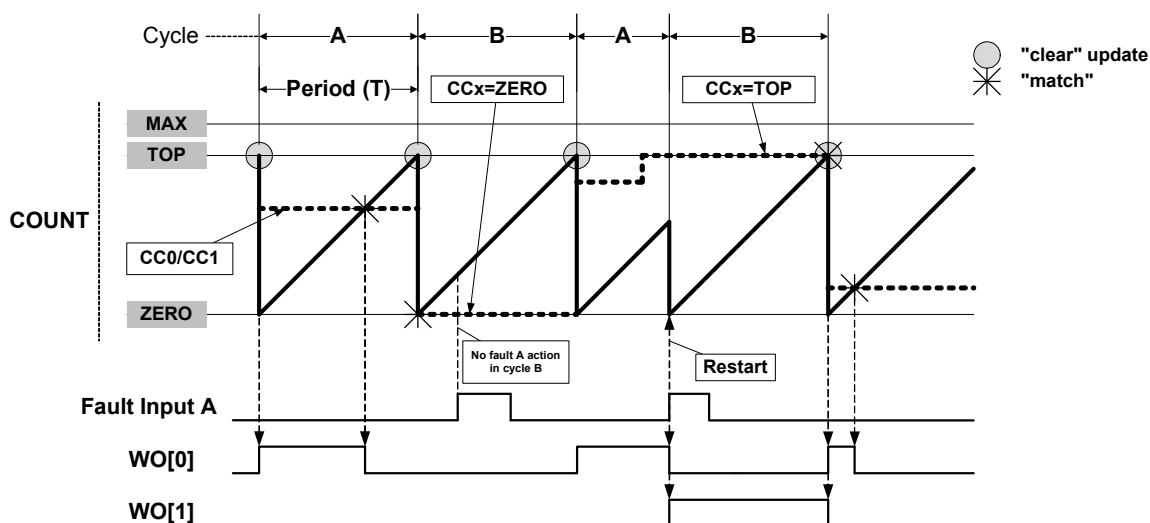 Cycle
A
B
A
B
"clear" update
"match"
Period (T)
CCx=ZERO
CCx=TOP
MAX
TOP
COUNT
CC0/CC1
ZERO
No fault A action
in cycle B
Restart
Fault Input A
WO[0]
WO[1]